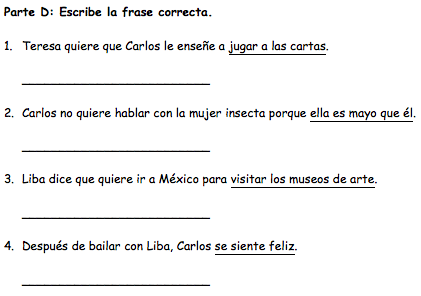 Parte D: Escribe la frase correcta.
1. Teresa quiere que Carlos le enseñe a jugar a las cartas.
2. Carlos no quiere hablar con la mujer insecta porque ella es mayo que él.
3. Liba dice que quiere ir a México para visitar los museos de arte.
4. Después de bailar con Liba, Carlos se siente feliz.